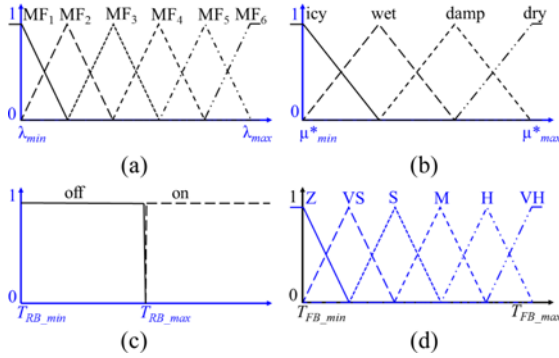 1 MF₁ MF₂ MF₃ MF₄ MF₅ MF₆
0
λmin λmax
(a)
1 icy wet damp dry
0
μ*min μ*max
(b)
off on
1
0
TRB_min TRB_max
(c)
1 Z VS S M H VH
0
TFB_min TFB_max
(d)